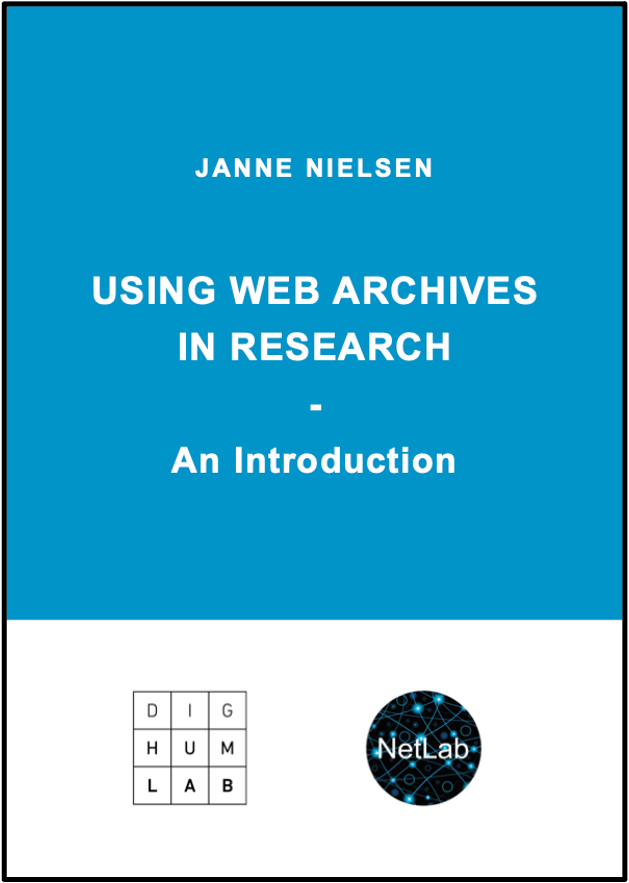 JANNE NIELSEN
USING WEB ARCHIVES
IN RESEARCH
-
An Introduction
D I G
H U M
L A B
NetLab